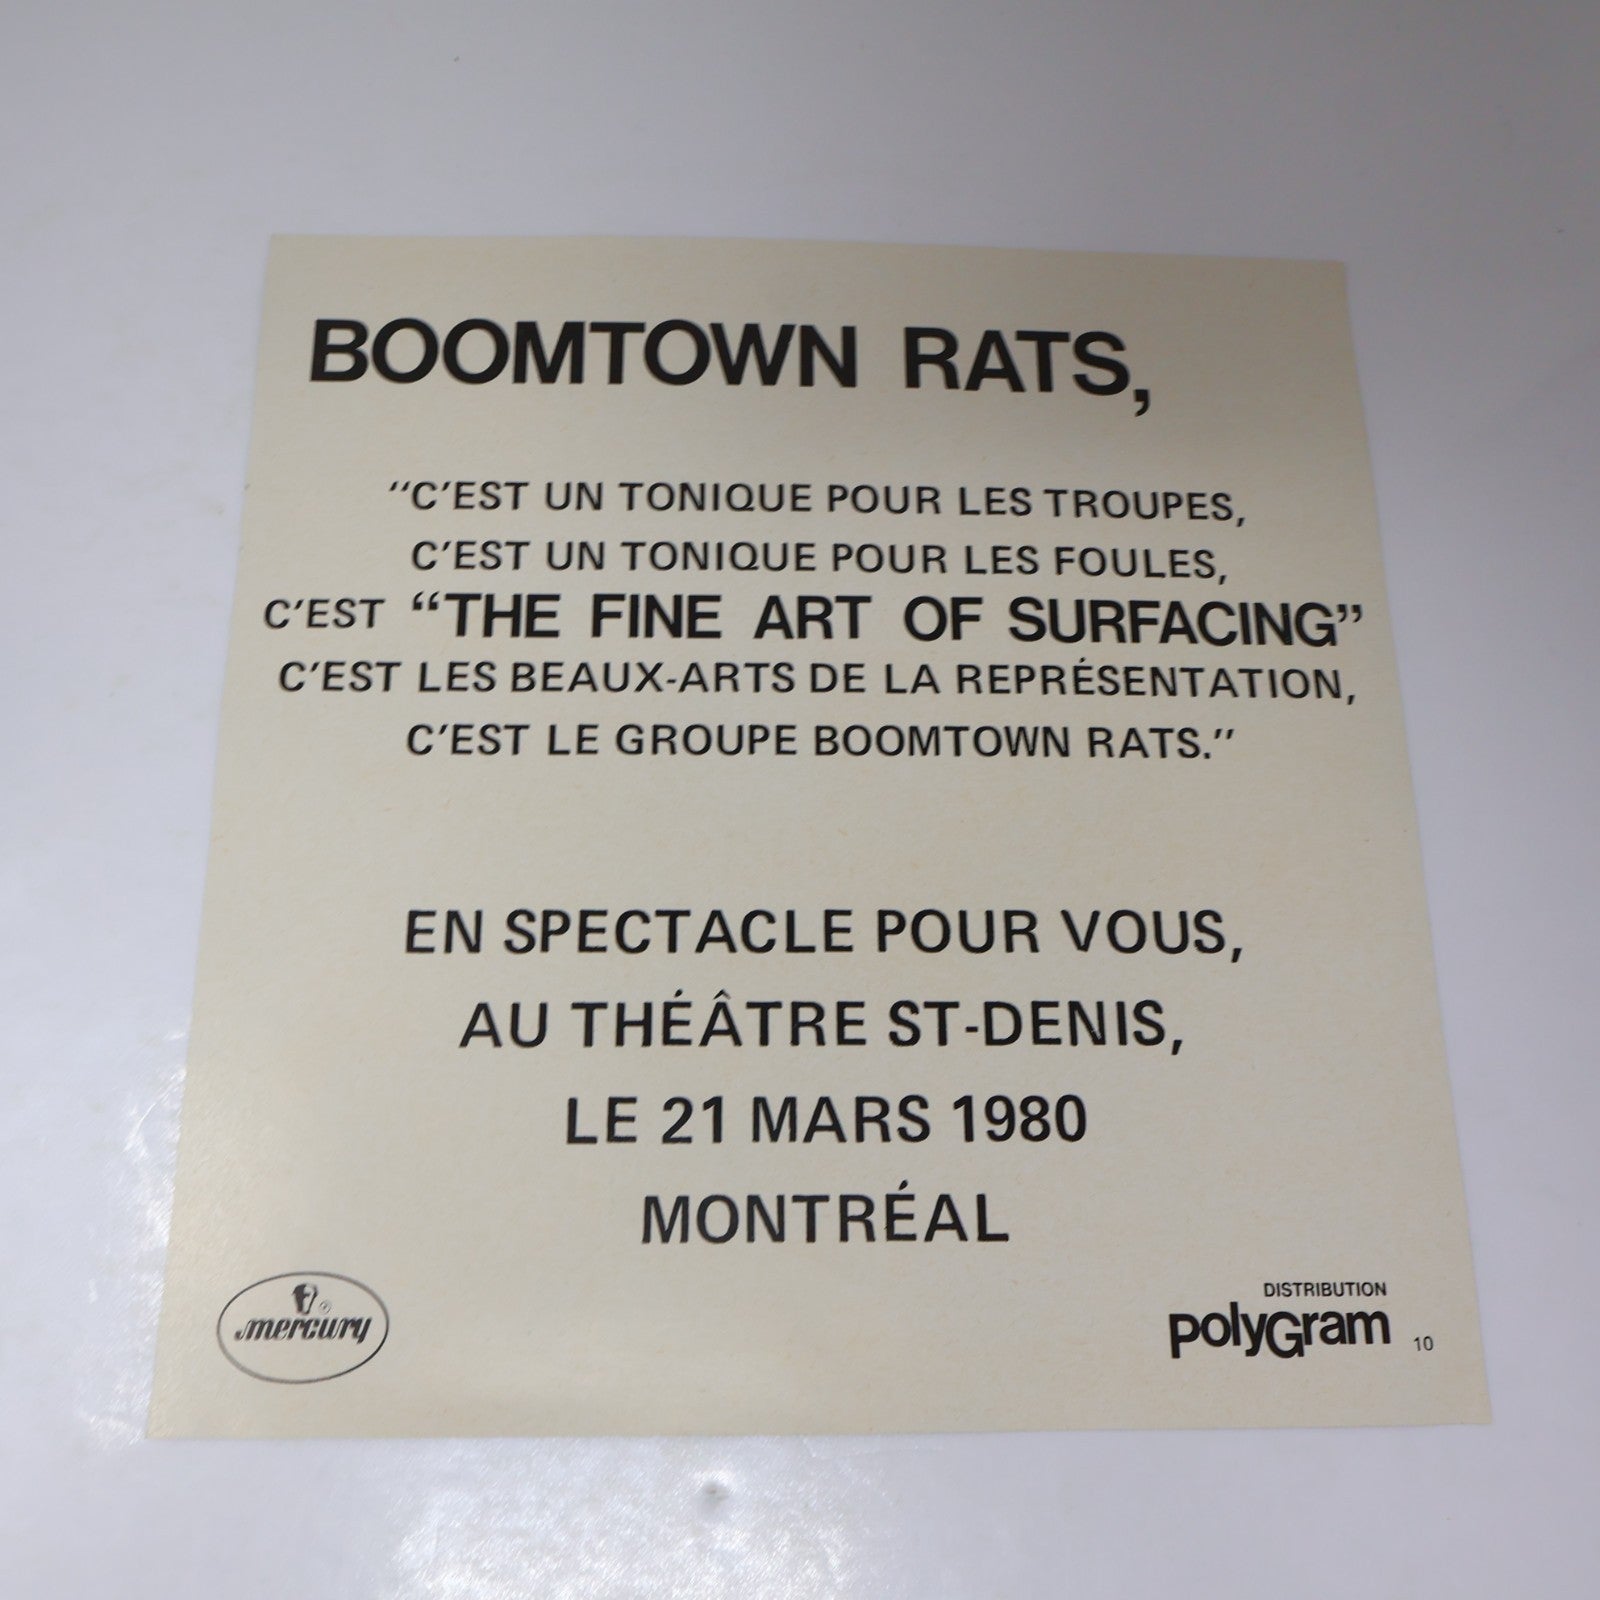 BOOMTOWN RATS,
"C'EST UN TONIQUE POUR LES TROUPES,
C'EST UN TONIQUE POUR LES FOULES,
C'EST "THE FINE ART OF SURFACING"
C'EST LES BEAUX-ARTS DE LA REPRÉSENTATION,
C'EST LE GROUPE BOOMTOWN RATS."
EN SPECTACLE POUR VOUS,
AU THÉÂTRE ST-DENIS,
LE 21 MARS 1980
MONTRÉAL
mercury ®
DISTRIBUTION
polyGram
10